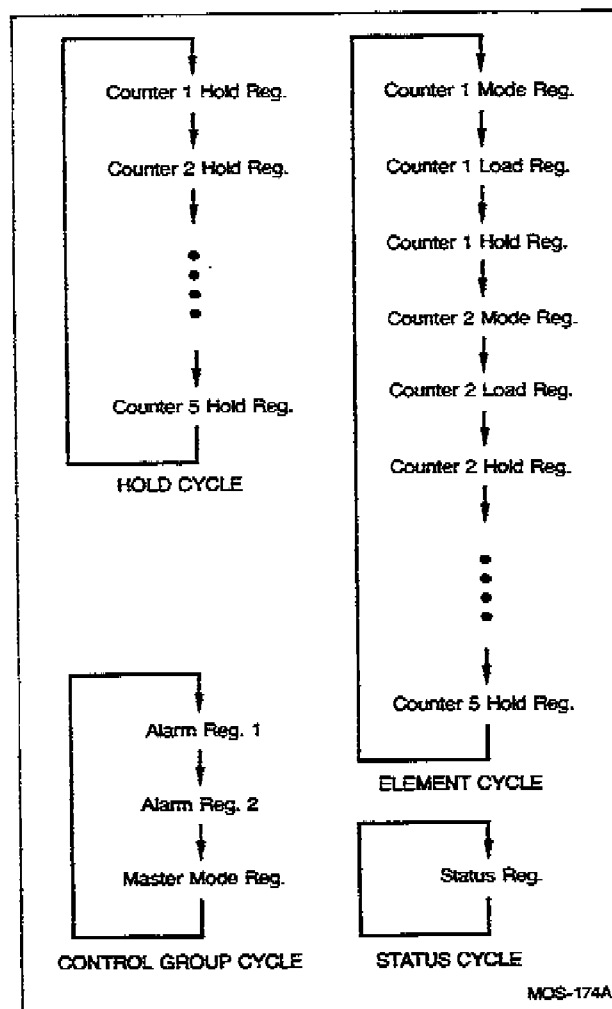 Counter 1 Hold Reg.
Counter 2 Hold Reg.
Counter 5 Hold Reg.
HOLD CYCLE
Counter 1 Mode Reg.
Counter 1 Load Reg.
Counter 1 Hold Reg.
Counter 2 Mode Reg.
Counter 2 Load Reg.
Counter 2 Hold Reg.
Counter 5 Hold Reg.
ELEMENT CYCLE
Alarm Reg. 1
Alarm Reg. 2
Master Mode Reg.
CONTROL GROUP CYCLE
Status Reg.
STATUS CYCLE
MOS-174A